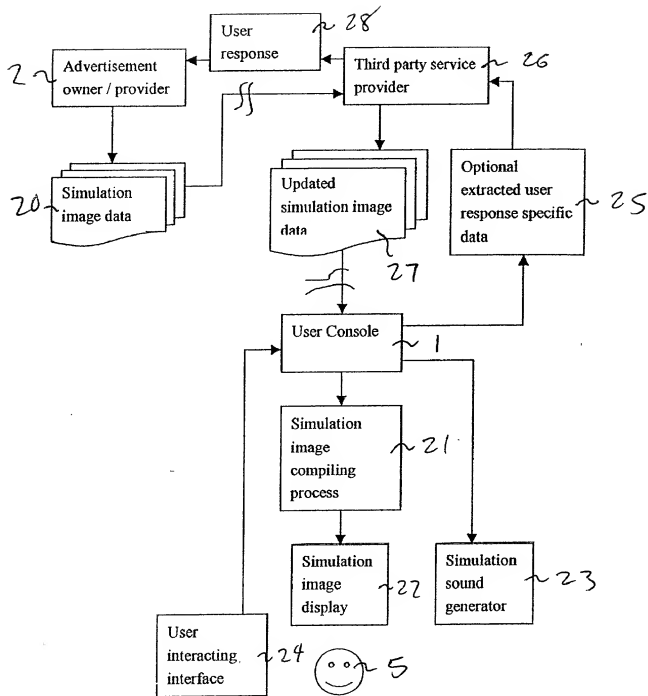 User
response
28
2
Advertisement
owner / provider
Third party service
provider
26
20
Simulation
image data
Updated
simulation image
data
27
Optional
extracted user
response specific
data
25
User Console
1
Simulation
image
compiling
process
21
Simulation
image
display
22
Simulation
sound
generator
23
User
interacting
interface
24
5